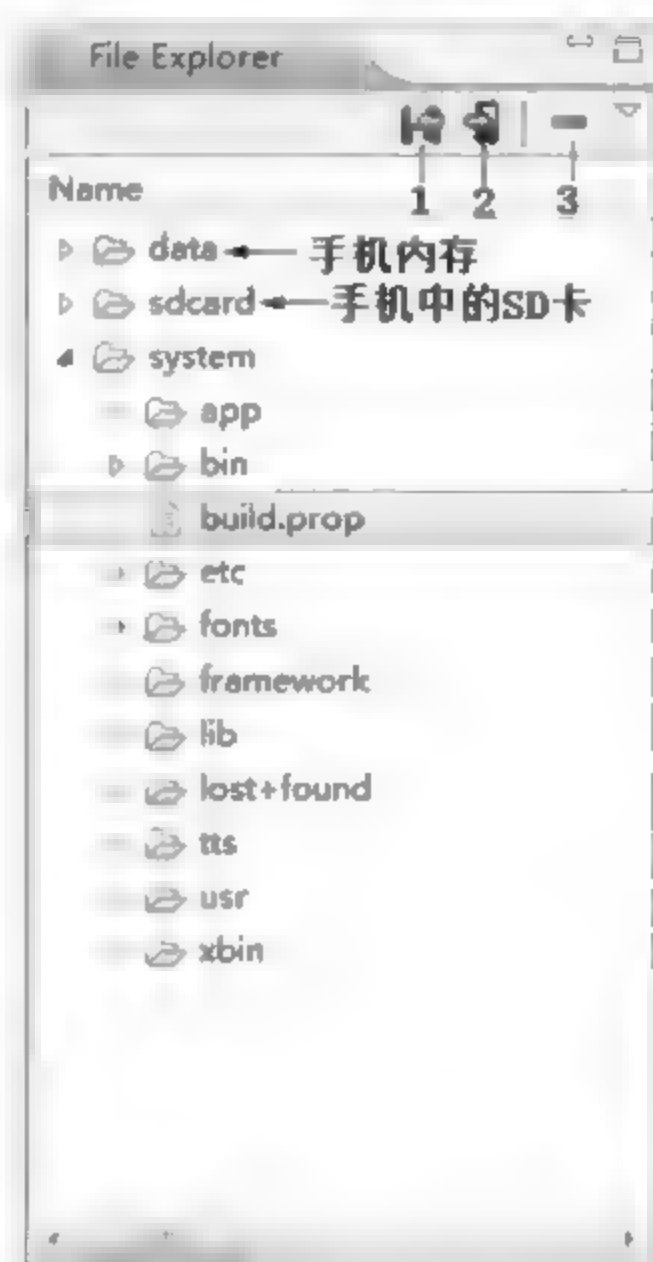 File Explorer
1 2 3
Name
data 手机内存
sdcard 手机中的SD卡
system
app
bin
build.prop
etc
fonts
framework
lib
lost+found
tts
usr
xbin